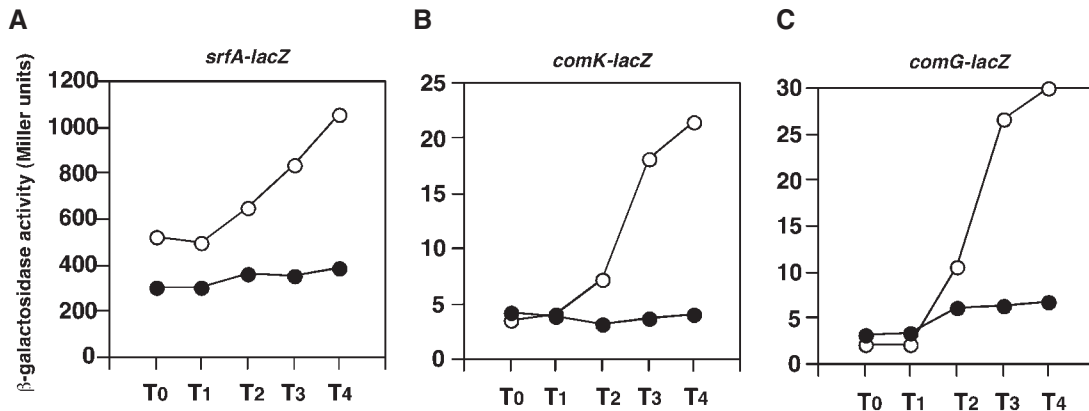 A
B
C
srfA-lacZ
comK-lacZ
comG-lacZ
β-galactosidase activity (Miller units)
1200
1000
800
600
400
200
0
T0 T1 T2 T3 T4
25
20
15
10
5
0
T0 T1 T2 T3 T4
30
25
20
15
10
5
0
T0 T1 T2 T3 T4